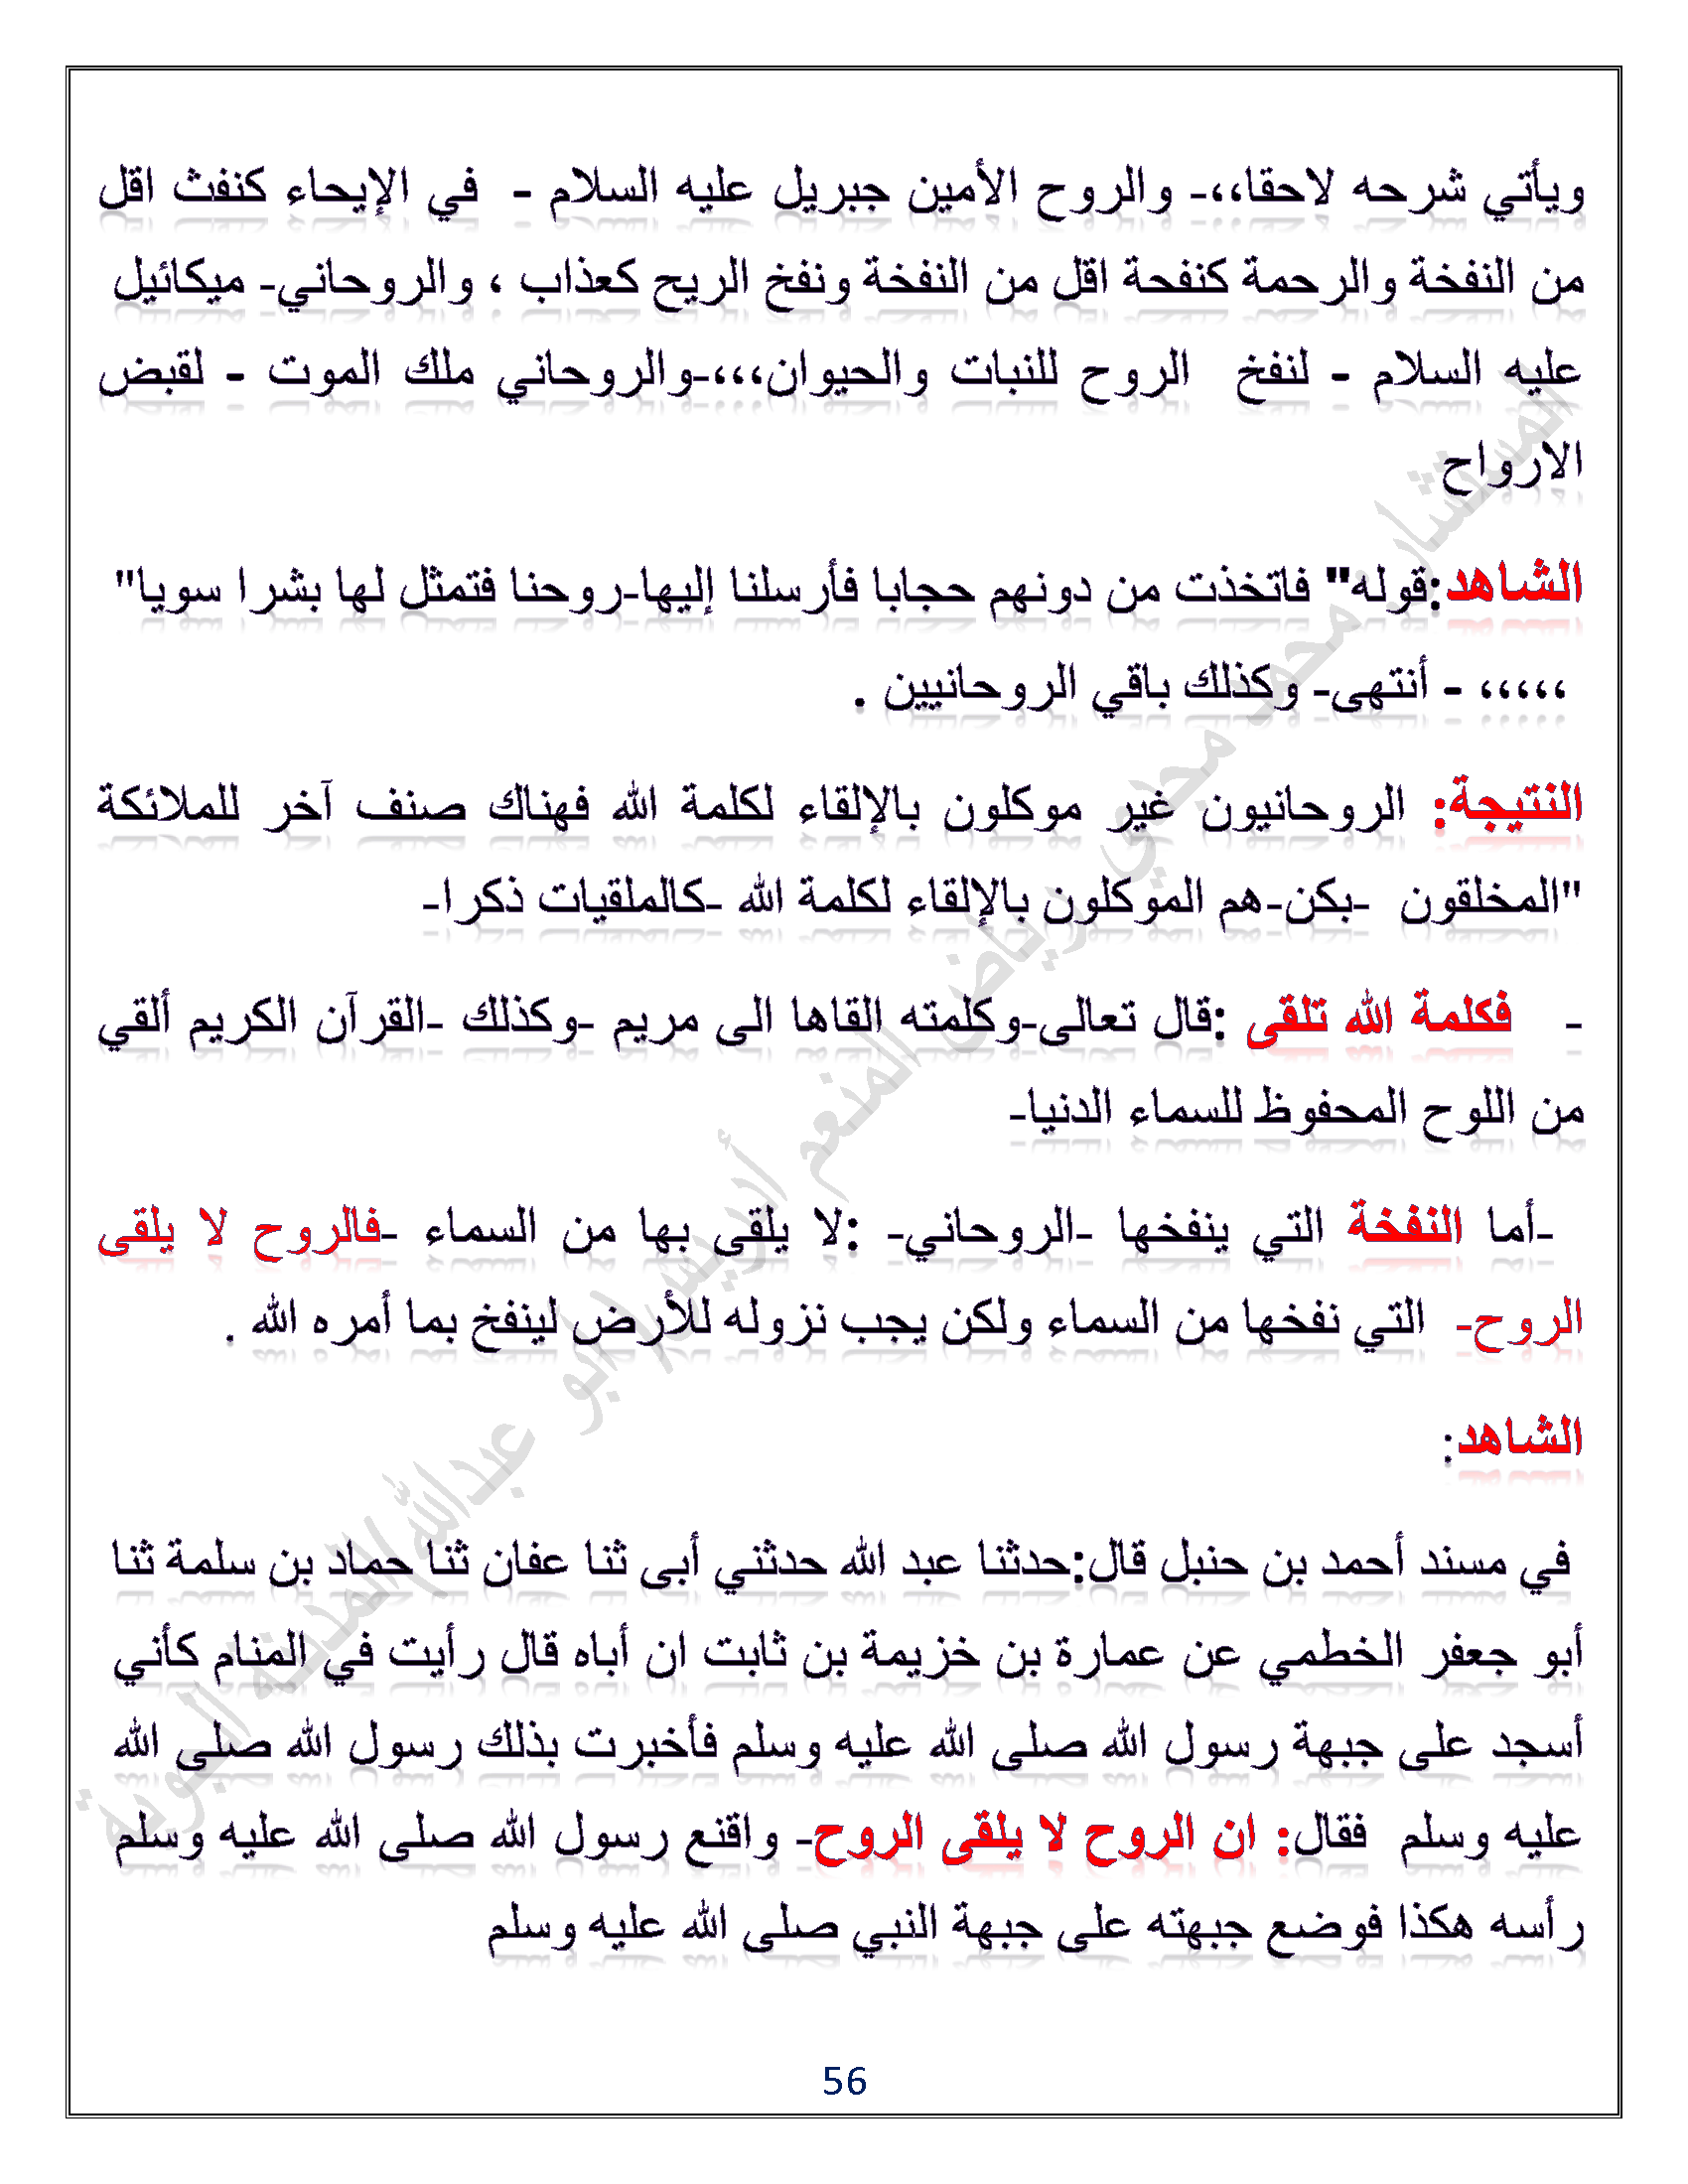 ويأتي شرحه لاحقا،،- والروح الأمين جبريل عليه السلام - في الإيحاء كنفث اقل
من النفخة والرحمة كنفحة اقل من النفخة ونفخ الريح كعذاب ، والروحاني- ميكائيل
عليه السلام - لنفخ الروح للنبات والحيوان،،،-والروحاني ملك الموت - لقبض
الارواح
الشاهد:قوله" فاتخذت من دونهم حجابا فأرسلنا إليها-روحنا فتمثل لها بشرا سويا"
،،،،، - أنتهى- وكذلك باقي الروحانيين .
النتيجة: الروحانيون غير موكلون بالإلقاء لكلمة الله فهناك صنف آخر للملائكة
"المخلقون -بكن-هم الموكلون بالإلقاء لكلمة الله -كالملقيات ذكرا-
- فكلمة الله تلقى :قال تعالى-وكلمته القاها الى مريم -وكذلك -القرآن الكريم ألقي
من اللوح المحفوظ للسماء الدنيا-
-أما النفخة التي ينفخها -الروحاني- :لا يلقى بها من السماء -فالروح لا يلقى
الروح- التي نفخها من السماء ولكن يجب نزوله للأرض لينفخ بما أمره الله .
الشاهد:
في مسند أحمد بن حنبل قال:حدثنا عبد الله حدثني أبى ثنا عفان ثنا حماد بن سلمة ثنا
أبو جعفر الخطمي عن عمارة بن خزيمة بن ثابت ان أباه قال رأيت في المنام كأني
أسجد على جبهة رسول الله صلى الله عليه وسلم فأخبرت بذلك رسول الله صلى الله
عليه وسلم فقال: ان الروح لا يلقى الروح- واقنع رسول الله صلى الله عليه وسلم
رأسه هكذا فوضع جبهته على جبهة النبي صلى الله عليه وسلم
المستشار محمد مجدي رياض المنعم أدريس/ابو عبدالله/المدينه النبوية
56